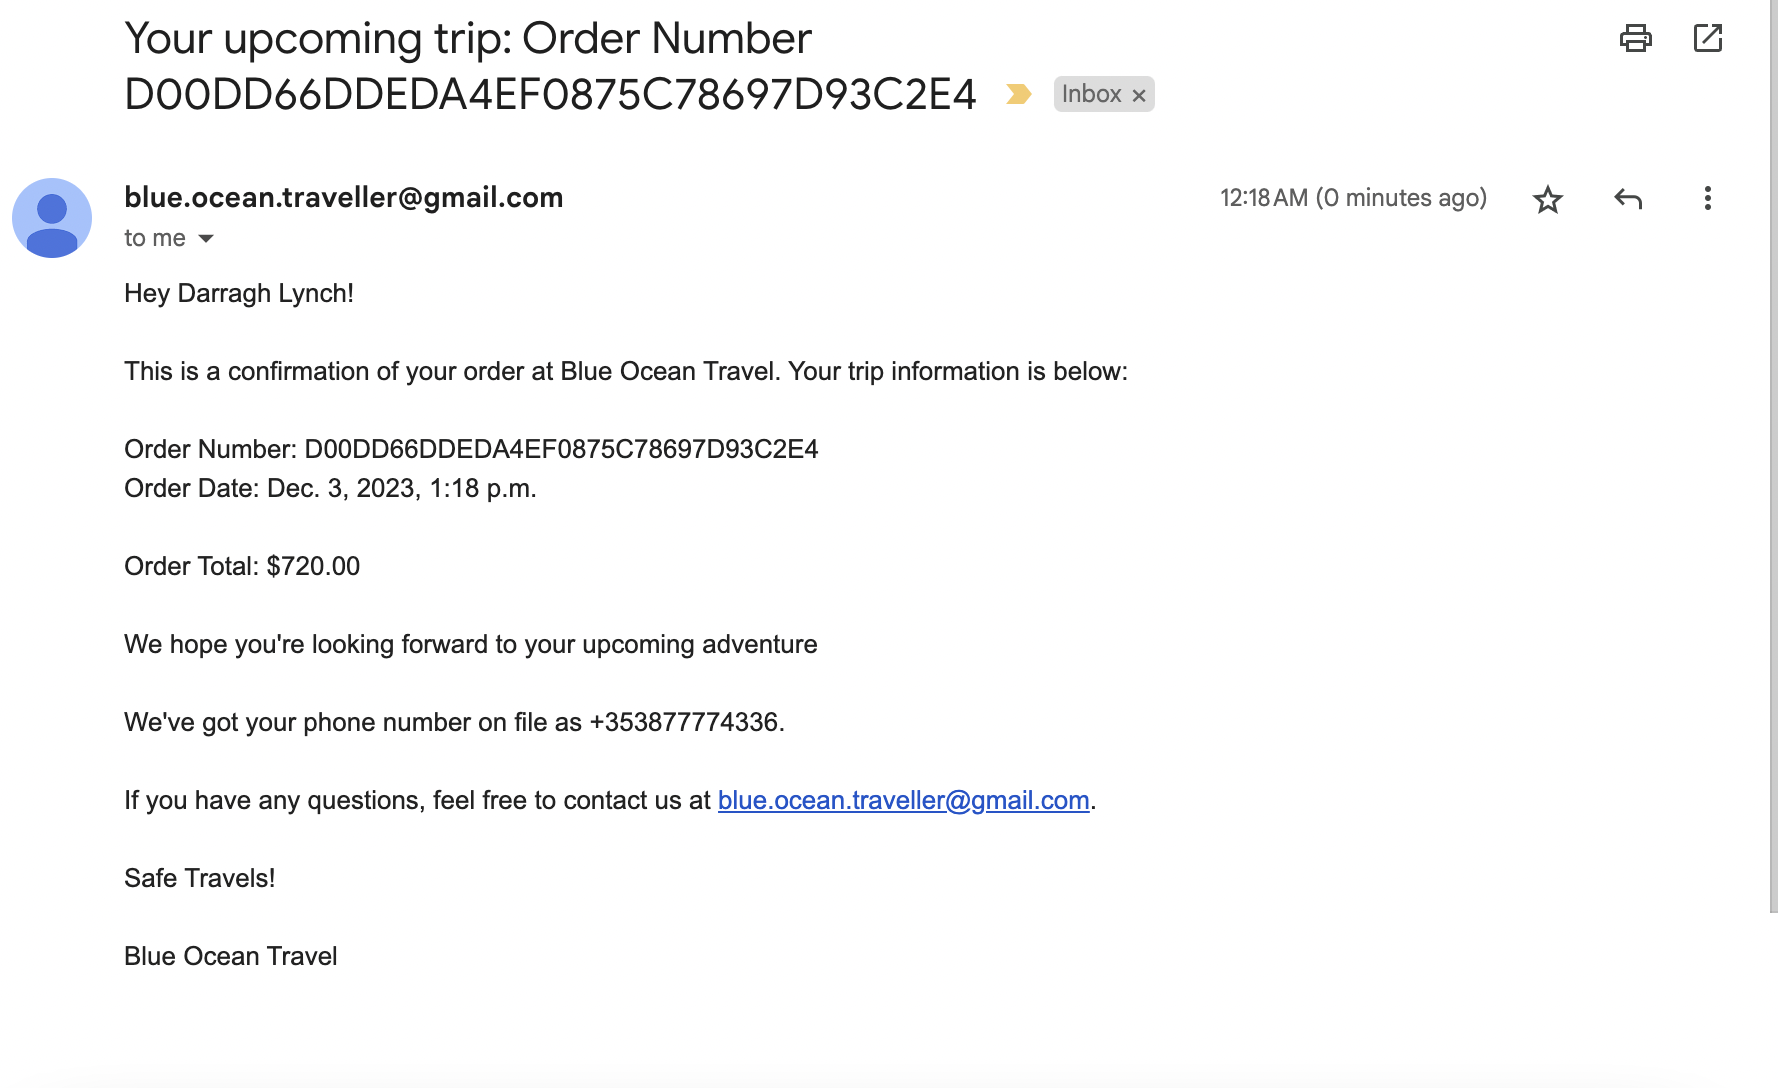 Your upcoming trip: Order Number
D00DD66DDEDA4EF0875C78697D93C2E4
Inbox ×
blue.ocean.traveller@gmail.com
12:18 AM (0 minutes ago)
to me
Hey Darragh Lynch!
This is a confirmation of your order at Blue Ocean Travel. Your trip information is below:
Order Number: D00DD66DDEDA4EF0875C78697D93C2E4
Order Date: Dec. 3, 2023, 1:18 p.m.
Order Total: $720.00
We hope you're looking forward to your upcoming adventure
We've got your phone number on file as +353877774336.
If you have any questions, feel free to contact us at blue.ocean.traveller@gmail.com.
Safe Travels!
Blue Ocean Travel